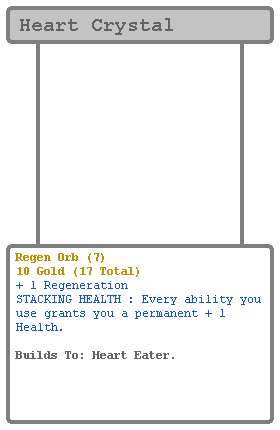 Heart Crystal
Regen Orb (7)
10 Gold (17 Total)
+ 1 Regeneration
STACKING HEALTH : Every ability you
use grants you a permanent + 1
Health.
Builds To: Heart Eater.